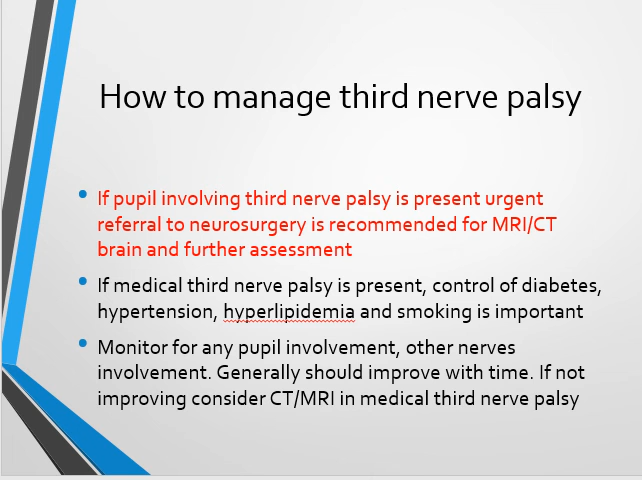 How to manage third nerve palsy
If pupil involving third nerve palsy is present urgent
referral to neurosurgery is recommended for MRI/CT
brain and further assessment
If medical third nerve palsy is present, control of diabetes,
hypertension, hyperlipidemia and smoking is important
Monitor for any pupil involvement, other nerves
involvement. Generally should improve with time. If not
improving consider CT/MRI in medical third nerve palsy